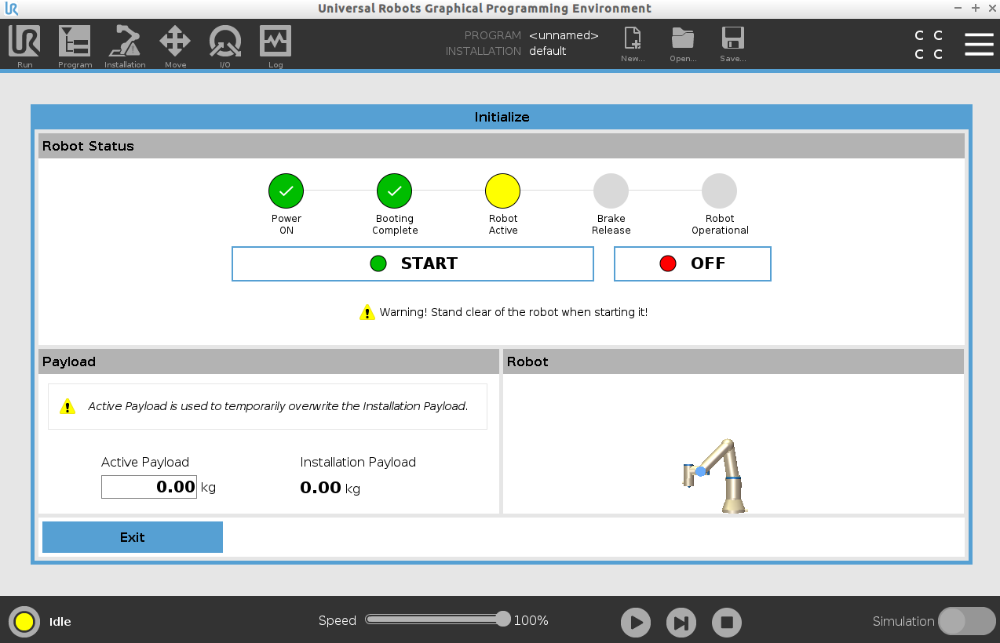 Universal Robots Graphical Programming Environment
Run
Program
Installation
Move
I/O
Log
PROGRAM <unnamed>
INSTALLATION default
New...
Open...
Save...
C C
C C
Initialize
Robot Status
Power
ON
Booting
Complete
Robot
Active
Brake
Release
Robot
Operational
START
OFF
Warning! Stand clear of the robot when starting it!
Payload
Robot
Active Payload is used to temporarily overwrite the Installation Payload.
Active Payload
Installation Payload
0.00 kg
0.00 kg
Exit
Idle
Speed 100%
Simulation